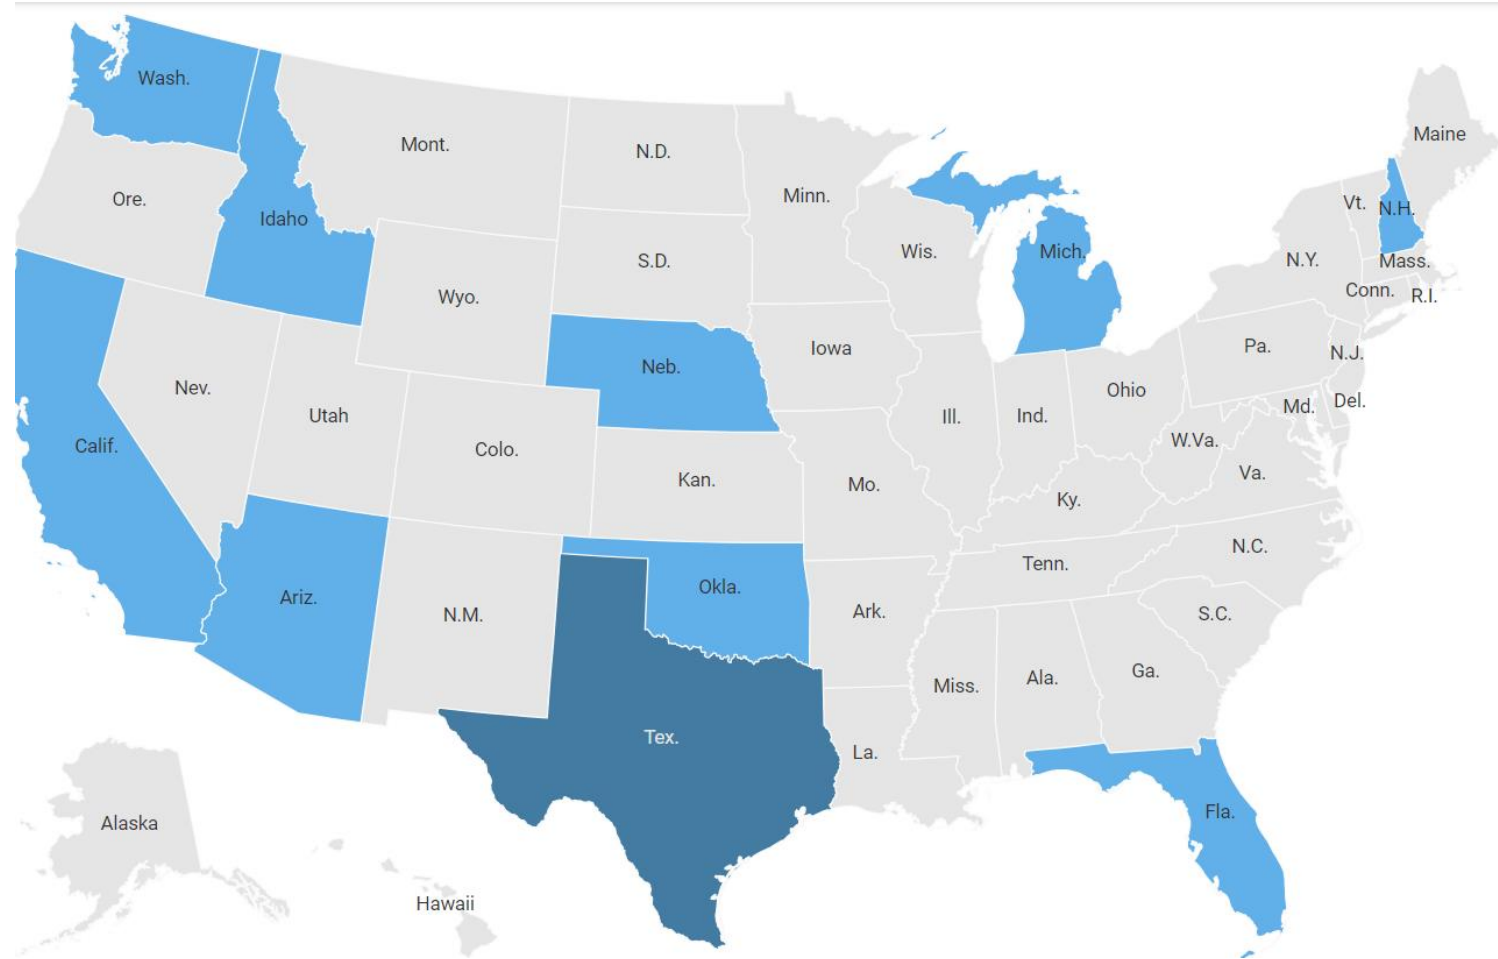 Wash.
Mont.
N.D.
Minn.
Maine
Ore.
Idaho
S.D.
Wis.
Mich.
Vt.
N.H.
N.Y.
Mass.
Conn.
R.I.
Wyo.
Neb.
Iowa
Pa.
N.J.
Nev.
Utah
Colo.
Ill.
Ind.
Ohio
Md.
Del.
Calif.
Kan.
Mo.
W.Va.
Va.
Ky.
Ariz.
N.M.
Okla.
Ark.
Tenn.
N.C.
S.C.
Tex.
La.
Miss.
Ala.
Ga.
Fla.
Alaska
Hawaii